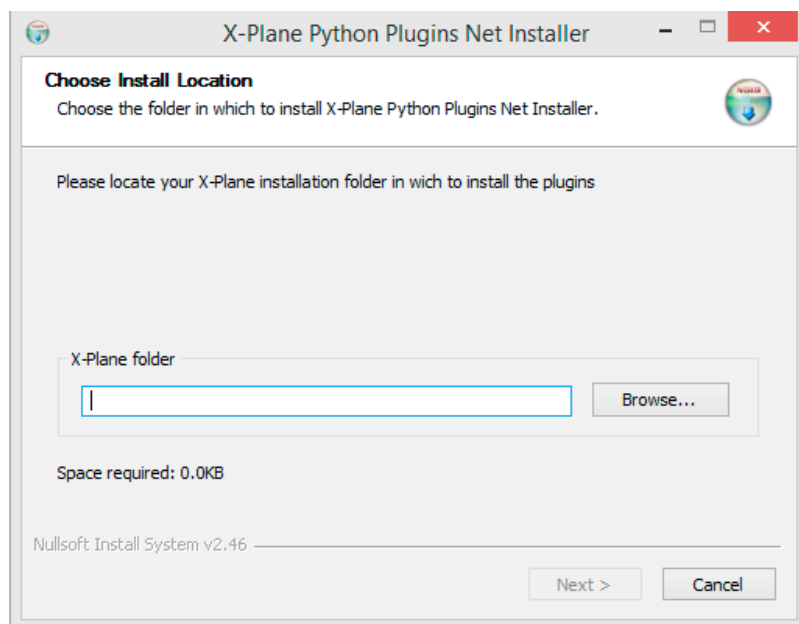 X-Plane Python Plugins Net Installer
Choose Install Location
Choose the folder in which to install X-Plane Python Plugins Net Installer.
Please locate your X-Plane installation folder in wich to install the plugins
X-Plane folder
Browse...
Space required: 0.0KB
Nullsoft Install System v2.46
Next >
Cancel